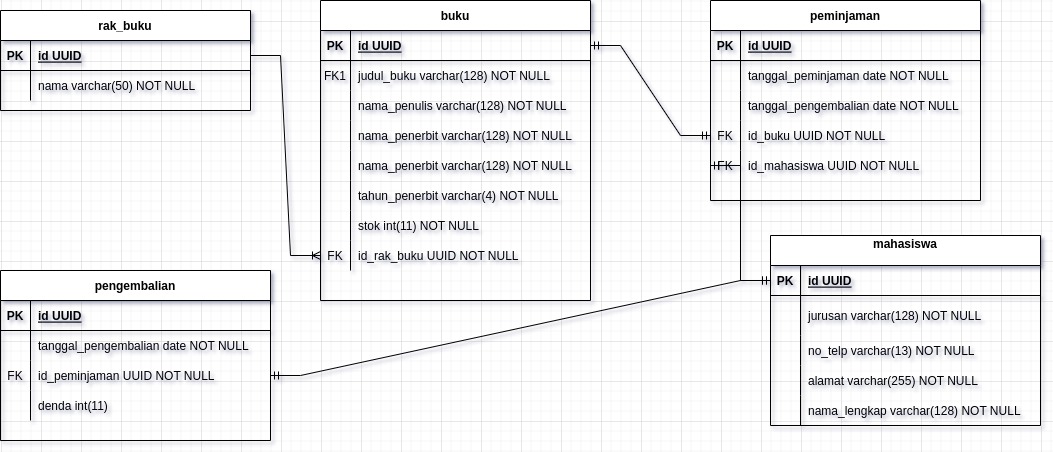 rak_buku
PK id UUID
nama varchar(50) NOT NULL
buku
PK id UUID
FK1 judul_buku varchar(128) NOT NULL
nama_penulis varchar(128) NOT NULL
nama_penerbit varchar(128) NOT NULL
nama_penerbit varchar(128) NOT NULL
tahun_penerbit varchar(4) NOT NULL
stok int(11) NOT NULL
FK id_rak_buku UUID NOT NULL
peminjaman
PK id UUID
tanggal_peminjaman date NOT NULL
tanggal_pengembalian date NOT NULL
FK id_buku UUID NOT NULL
FK id_mahasiswa UUID NOT NULL
pengembalian
PK id UUID
tanggal_pengembalian date NOT NULL
FK id_peminjaman UUID NOT NULL
denda int(11)
mahasiswa
PK id UUID
jurusan varchar(128) NOT NULL
no_telp varchar(13) NOT NULL
alamat varchar(255) NOT NULL
nama_lengkap varchar(128) NOT NULL